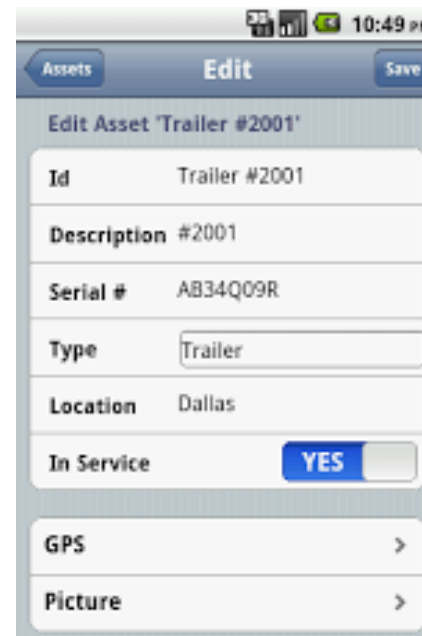 10:49 PM
Assets Edit Save
Edit Asset 'Trailer #2001'
Id Trailer #2001
Description #2001
Serial # AB34Q09R
Type Trailer
Location Dallas
In Service YES
GPS
Picture